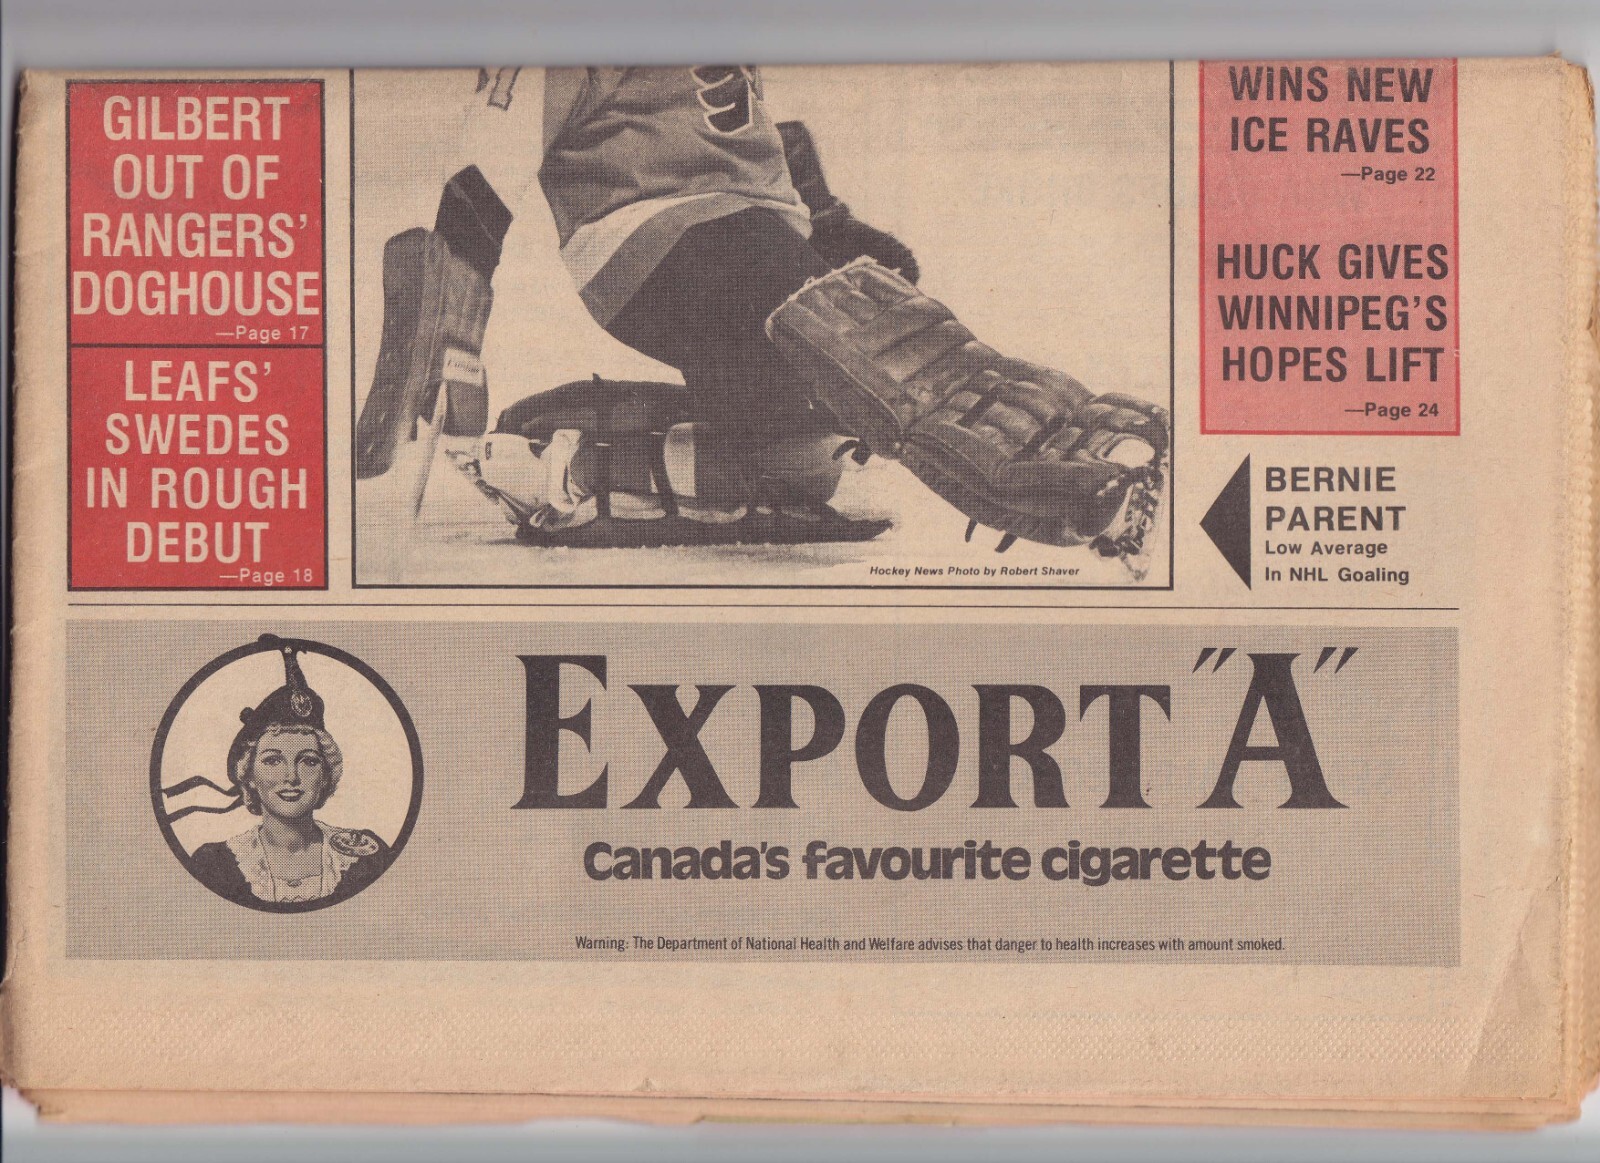 GILBERT
OUT OF
RANGERS'
DOGHOUSE
—Page 17
LEAFS'
SWEDES
IN ROUGH
DEBUT
—Page 18
Hockey News Photo by Robert Shaver
WINS NEW
ICE RAVES
—Page 22
HUCK GIVES
WINNIPEG'S
HOPES LIFT
—Page 24
BERNIE
PARENT
Low Average
In NHL Goaling
EXPORT "A"
Canada's favourite cigarette
Warning: The Department of National Health and Welfare advises that danger to health increases with amount smoked.